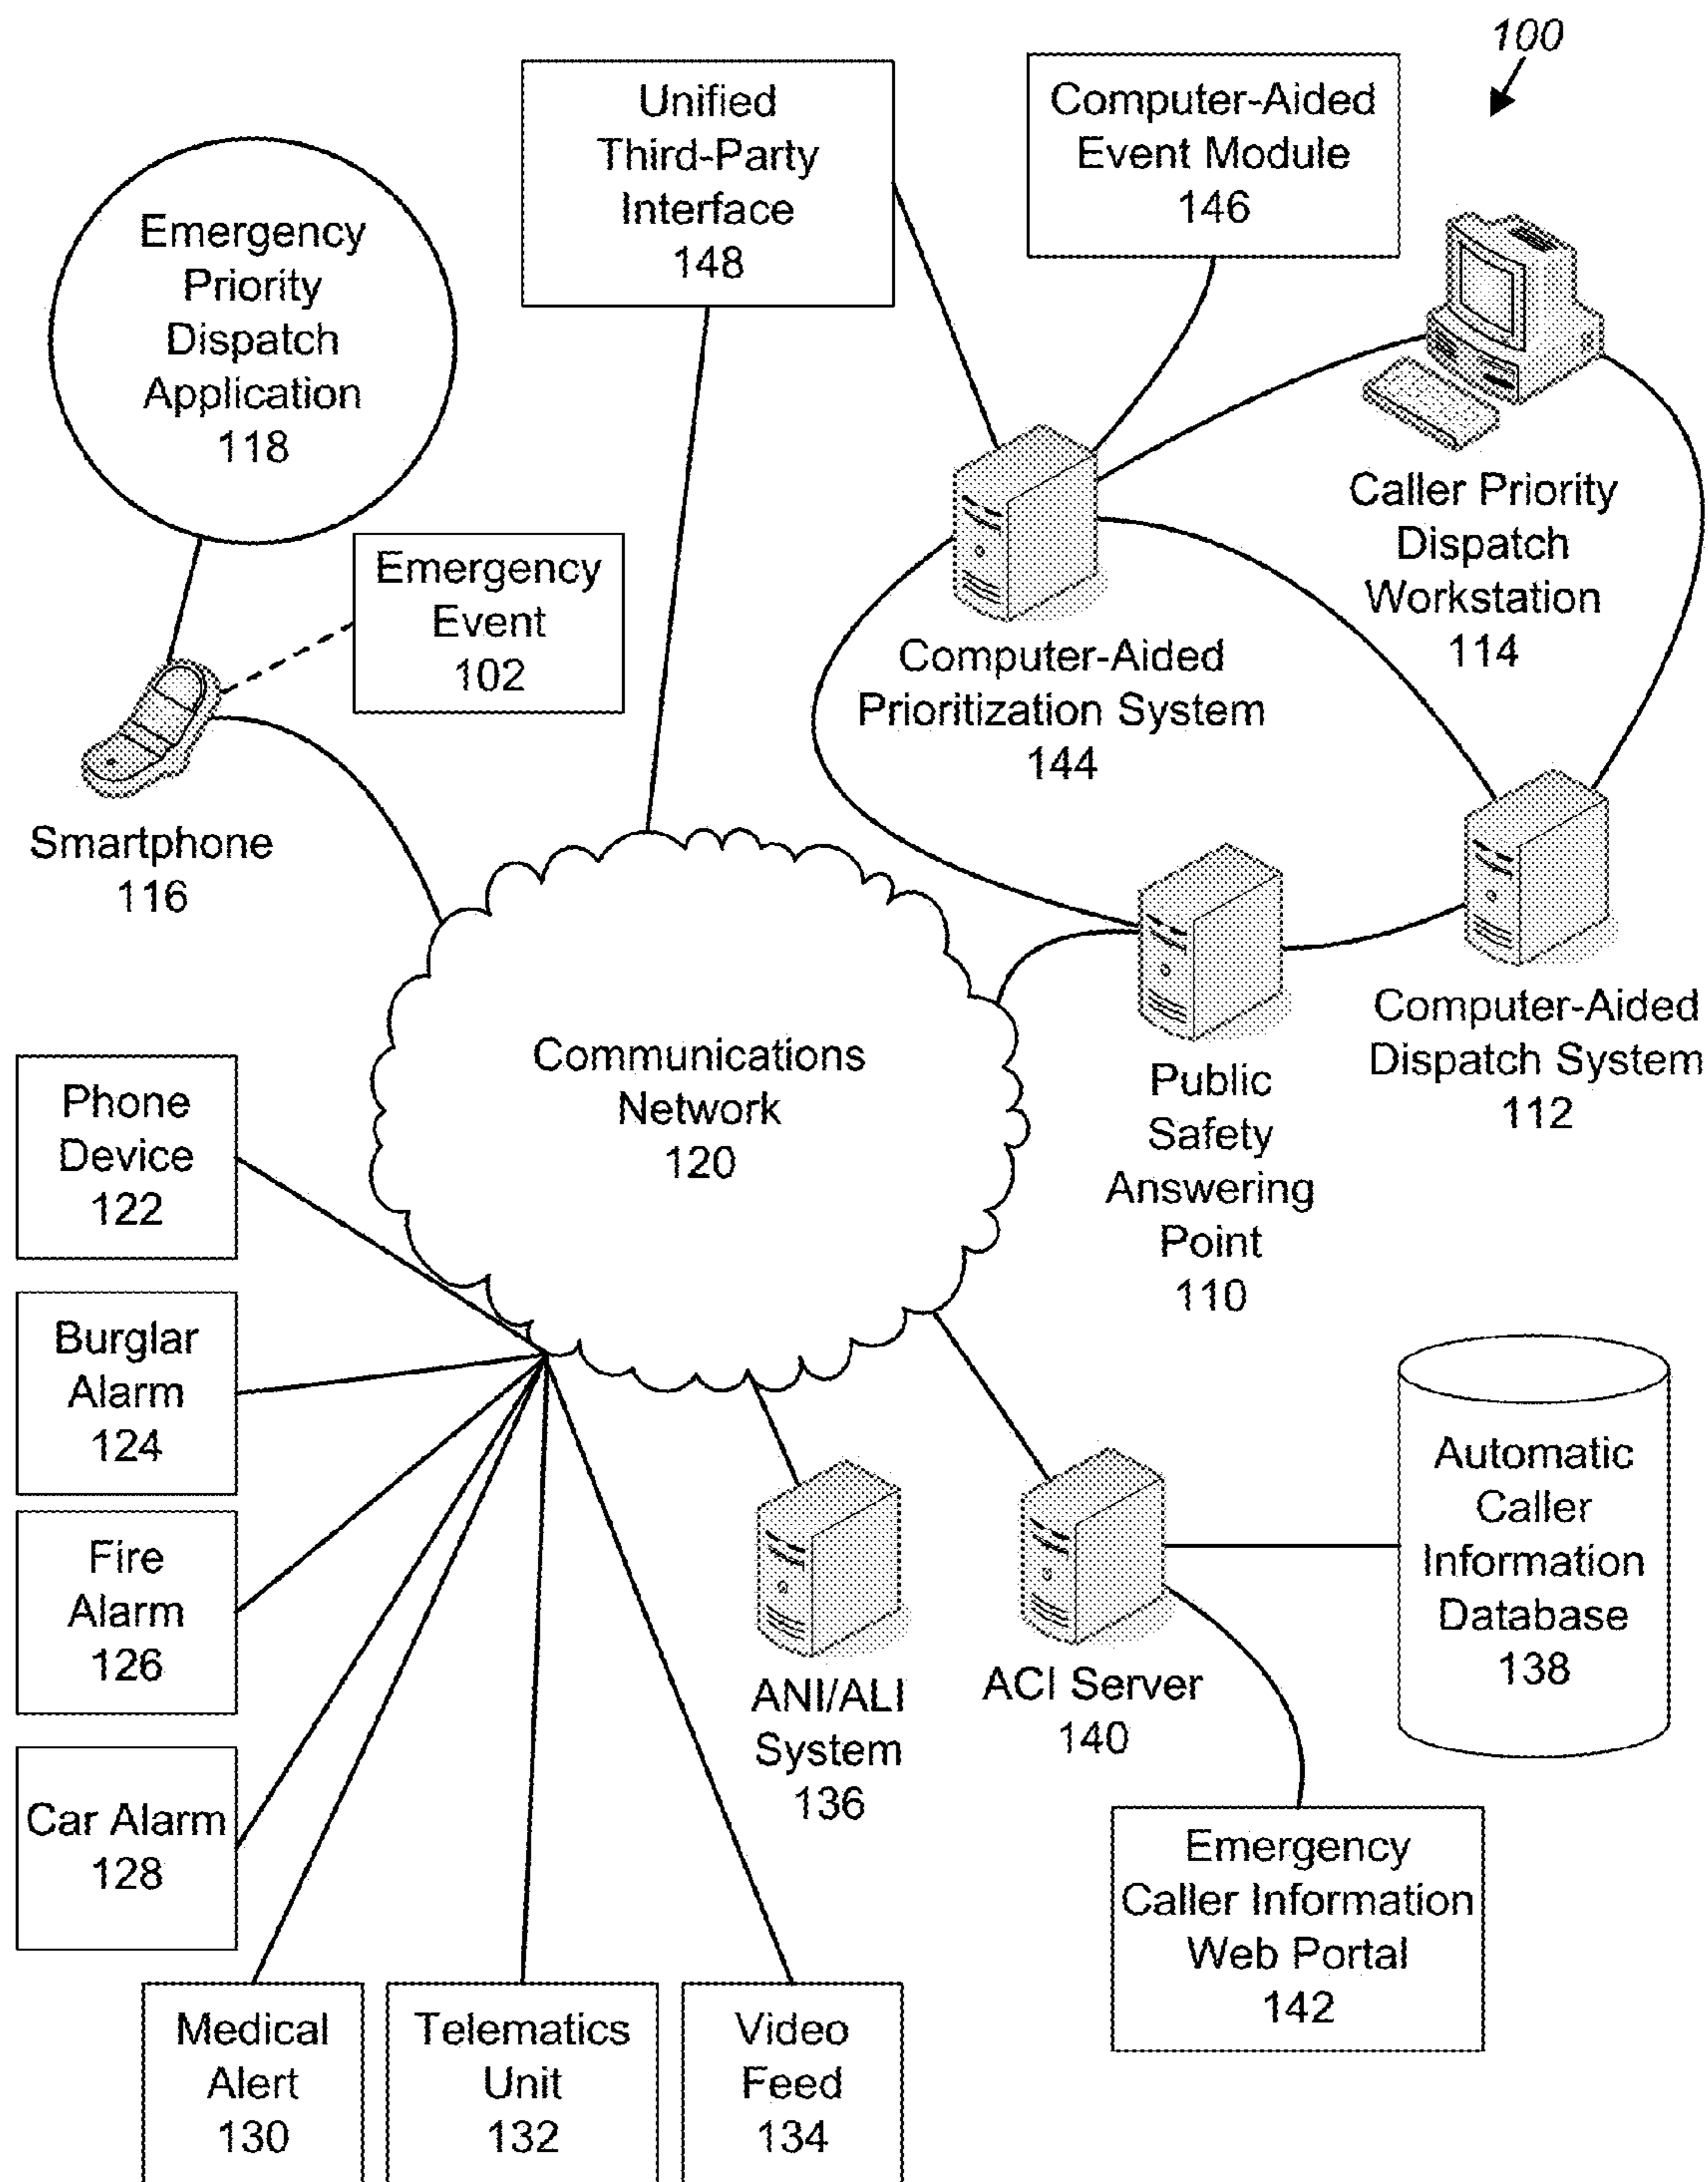 100
Unified
Third-Party
Interface
148
Computer-Aided
Event Module
146
Emergency
Priority
Dispatch
Application
118
Emergency
Event
102
Caller Priority
Dispatch
Workstation
114
Computer-Aided
Prioritization System
144
Smartphone
116
Computer-Aided
Dispatch System
112
Communications
Network
120
Public
Safety
Answering
Point
110
Phone
Device
122
Burglar
Alarm
124
Fire
Alarm
126
Car Alarm
128
Medical
Alert
130
Telematics
Unit
132
Video
Feed
134
ANI/ALI
System
136
ACI Server
140
Automatic
Caller
Information
Database
138
Emergency
Caller Information
Web Portal
142